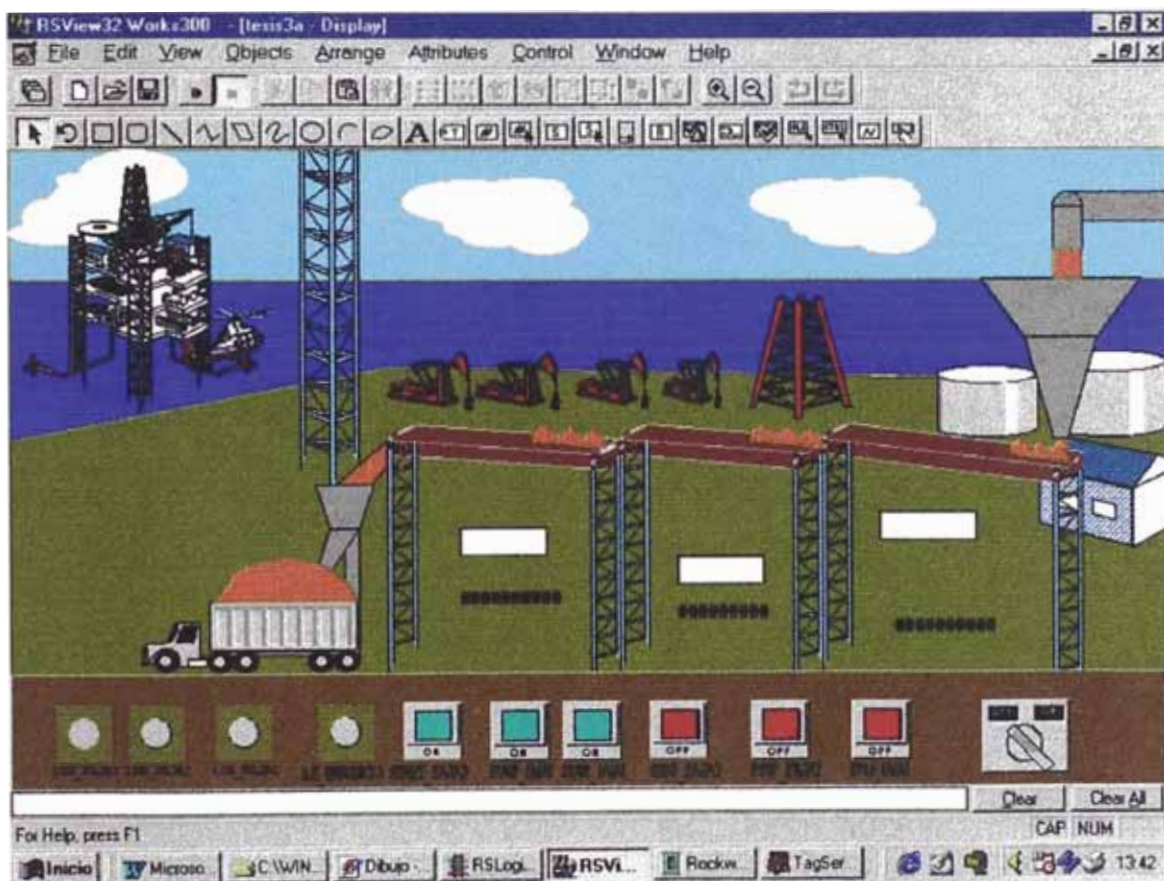 RSView32 Works300 - [tesis3a - Display]
File Edit View Objects Arrange Attributes Control Window Help
ON ON ON OFF OFF OFF
Clear Clear All
For Help, press F1
CAP NUM
Inicio Microso... C:\WIN... Dibujo -... RSLogi... RSVi... Rockw... TagSer... 13:42